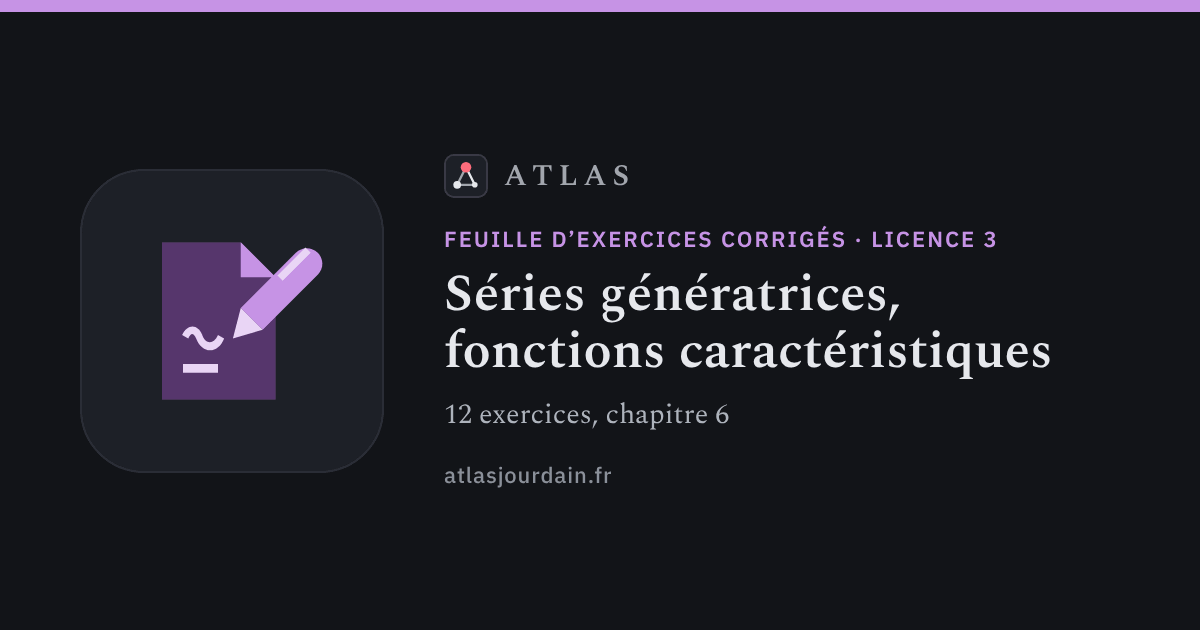 ATLAS
FEUILLE D’EXERCICES CORRIGÉS · LICENCE 3
Séries génératrices,
fonctions caractéristiques
12 exercices, chapitre 6
atlasjourdain.fr